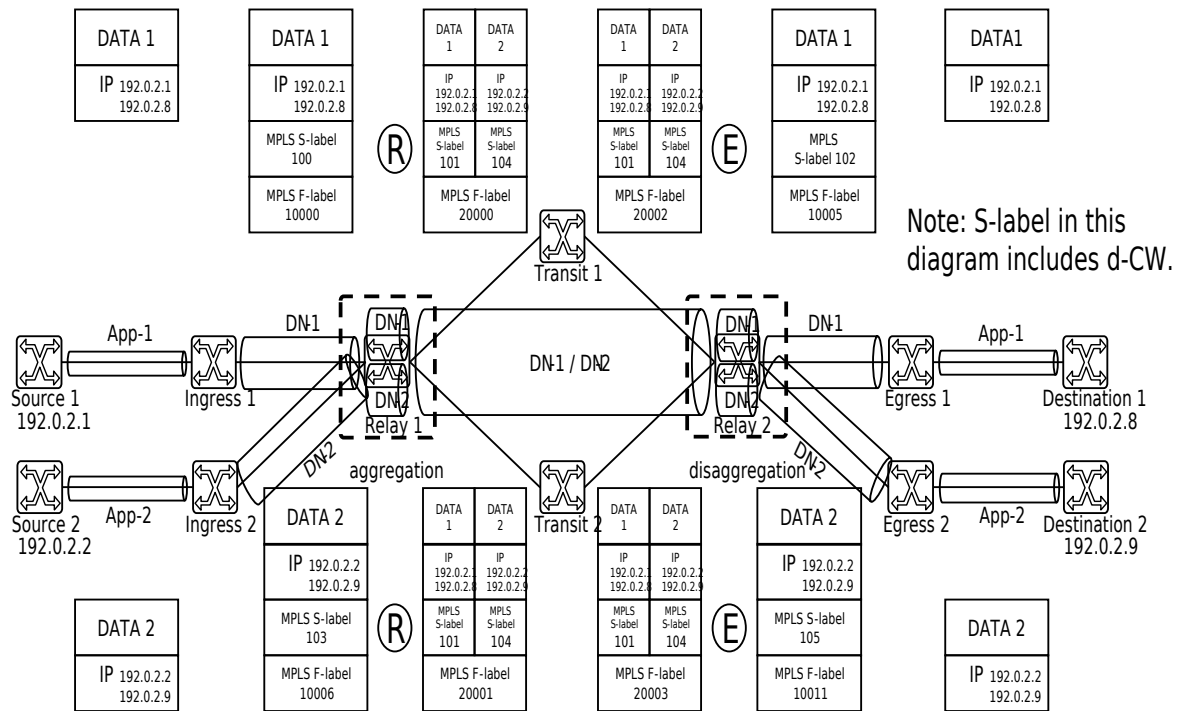 DATA 1
IP 192.0.2.1
192.0.2.8
DATA 1
IP 192.0.2.1
192.0.2.8
MPLS S-label
100
MPLS F-label
10000
R
DATA
1
DATA
2
IP
192.0.2.1
192.0.2.8
IP
192.0.2.2
192.0.2.9
MPLS
S-label
101
MPLS
S-label
104
MPLS F-label
20000
DATA
1
DATA
2
IP
192.0.2.1
192.0.2.8
IP
192.0.2.2
192.0.2.9
MPLS
S-label
101
MPLS
S-label
104
MPLS F-label
20002
E
DATA 1
IP 192.0.2.1
192.0.2.8
MPLS
S-label 102
MPLS F-label
10005
DATA1
IP 192.0.2.1
192.0.2.8
Note: S-label in this
diagram includes d-CW.
Transit 1
App-1
DN-1
DN-1
DN-1 / DN-2
DN-1
DN-1
App-1
Source 1
192.0.2.1
Ingress 1
DN-2
Relay 1
DN-2
Relay 2
Egress 1
Destination 1
192.0.2.8
DN-2
aggregation
disaggregation
DN-2
App-2
Source 2
192.0.2.2
Ingress 2
Transit 2
Egress 2
App-2
Destination 2
192.0.2.9
DATA 2
IP 192.0.2.2
192.0.2.9
DATA 2
IP 192.0.2.2
192.0.2.9
MPLS S-label
103
MPLS F-label
10006
R
DATA
1
DATA
2
IP
192.0.2.1
192.0.2.8
IP
192.0.2.2
192.0.2.9
MPLS
S-label
101
MPLS
S-label
104
MPLS F-label
20001
DATA
1
DATA
2
IP
192.0.2.1
192.0.2.8
IP
192.0.2.2
192.0.2.9
MPLS
S-label
101
MPLS
S-label
104
MPLS F-label
20003
E
DATA 2
IP 192.0.2.2
192.0.2.9
MPLS S-label
105
MPLS F-label
10011
DATA 2
IP 192.0.2.2
192.0.2.9